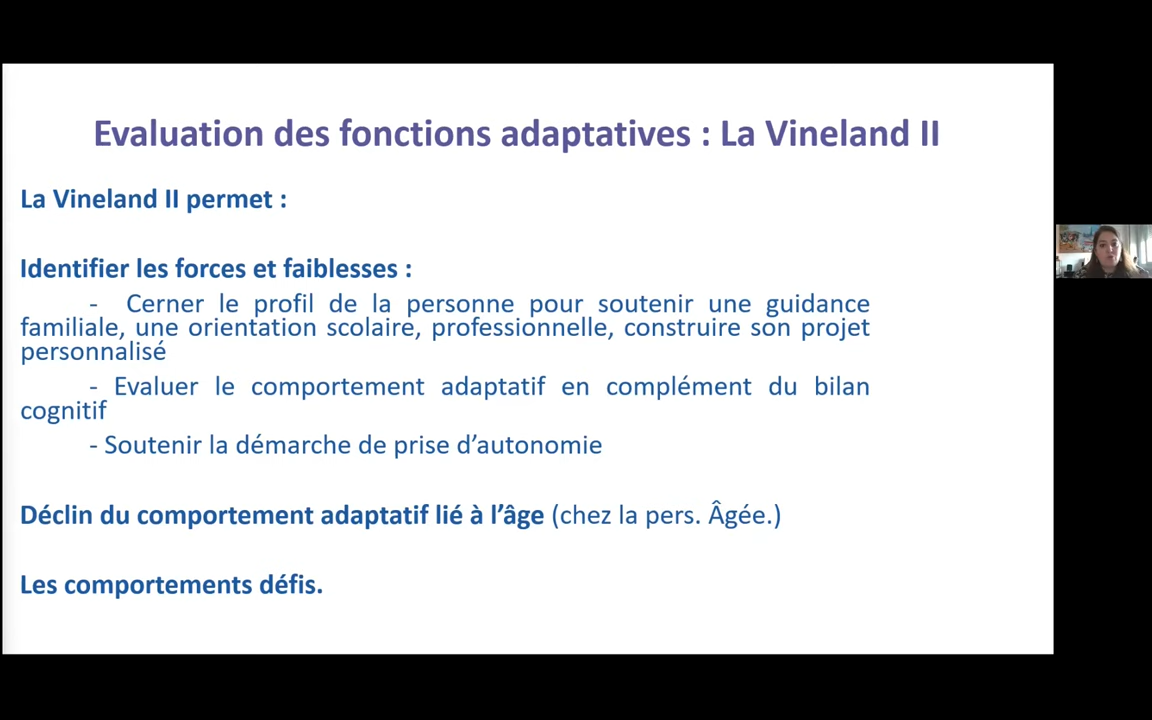 Evaluation des fonctions adaptatives : La Vineland II
La Vineland II permet :
Identifier les forces et faiblesses :
- Cerner le profil de la personne pour soutenir une guidance
familiale, une orientation scolaire, professionnelle, construire son projet
personnalisé
- Evaluer le comportement adaptatif en complément du bilan
cognitif
- Soutenir la démarche de prise d’autonomie
Déclin du comportement adaptatif lié à l’âge (chez la pers. Âgée.)
Les comportements défis.